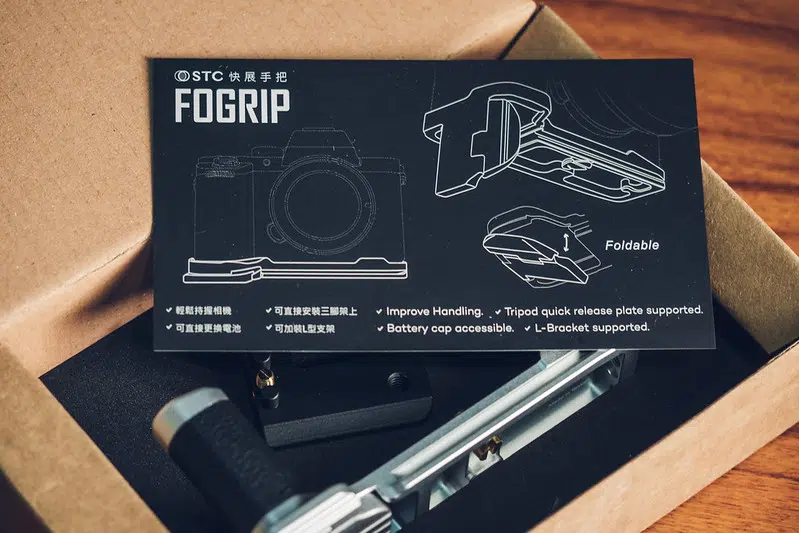 STC 快展手把
FOGRIP
Foldable
✓ 輕鬆持握相機 ✓ 可直接安裝三腳架上 ✓ Improve Handling. ✓ Tripod quick release plate supported.
✓ 可直接更換電池 ✓ 可加裝L型支架 ✓ Battery cap accessible. ✓ L-Bracket supported.